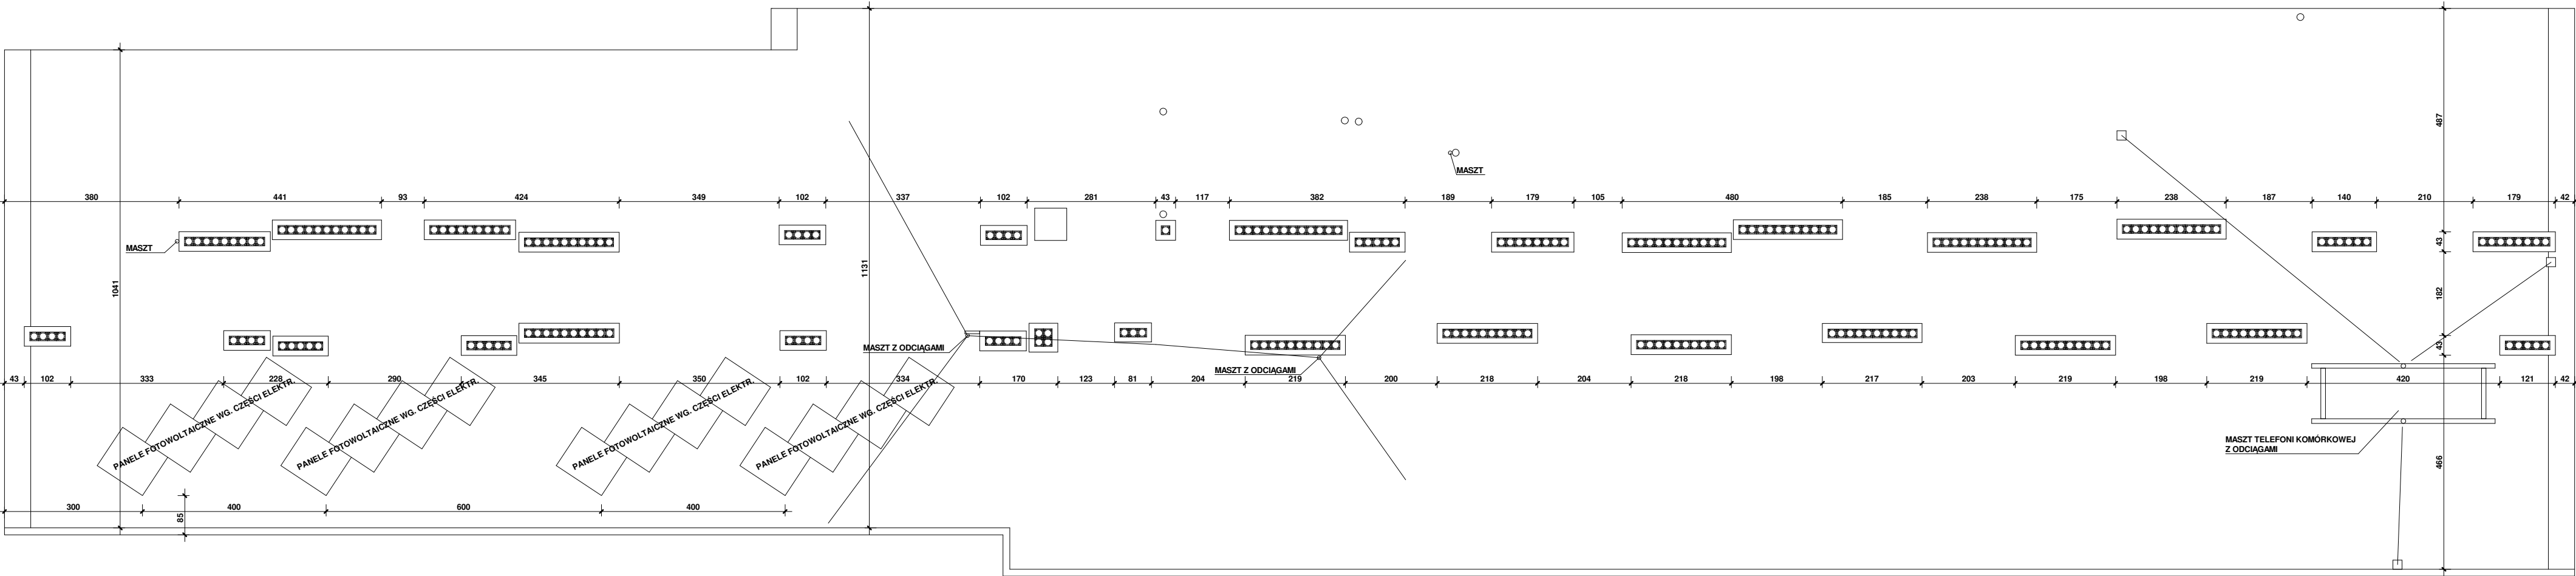 487
MASZT
380 441 93 424 349 102 337 102 281 43 117 382 189 179 105 480 185 238 175 238 187 140 210 179 42
MASZT
43
1041
1131
182
43
MASZT Z ODCIĄGAMI
MASZT Z ODCIĄGAMI
43 102 333 228 290 345 350 102 334 170 123 81 204 219 200 218 204 218 198 217 203 219 198 219 420 121 42
PANELE FOTOWOLTAICZNE WG. CZĘŚCI ELEKTR.
PANELE FOTOWOLTAICZNE WG. CZĘŚCI ELEKTR.
PANELE FOTOWOLTAICZNE WG. CZĘŚCI ELEKTR.
PANELE FOTOWOLTAICZNE WG. CZĘŚCI ELEKTR.
MASZT TELEFONI KOMÓRKOWEJ
Z ODCIĄGAMI
466
300 400 600 400
85